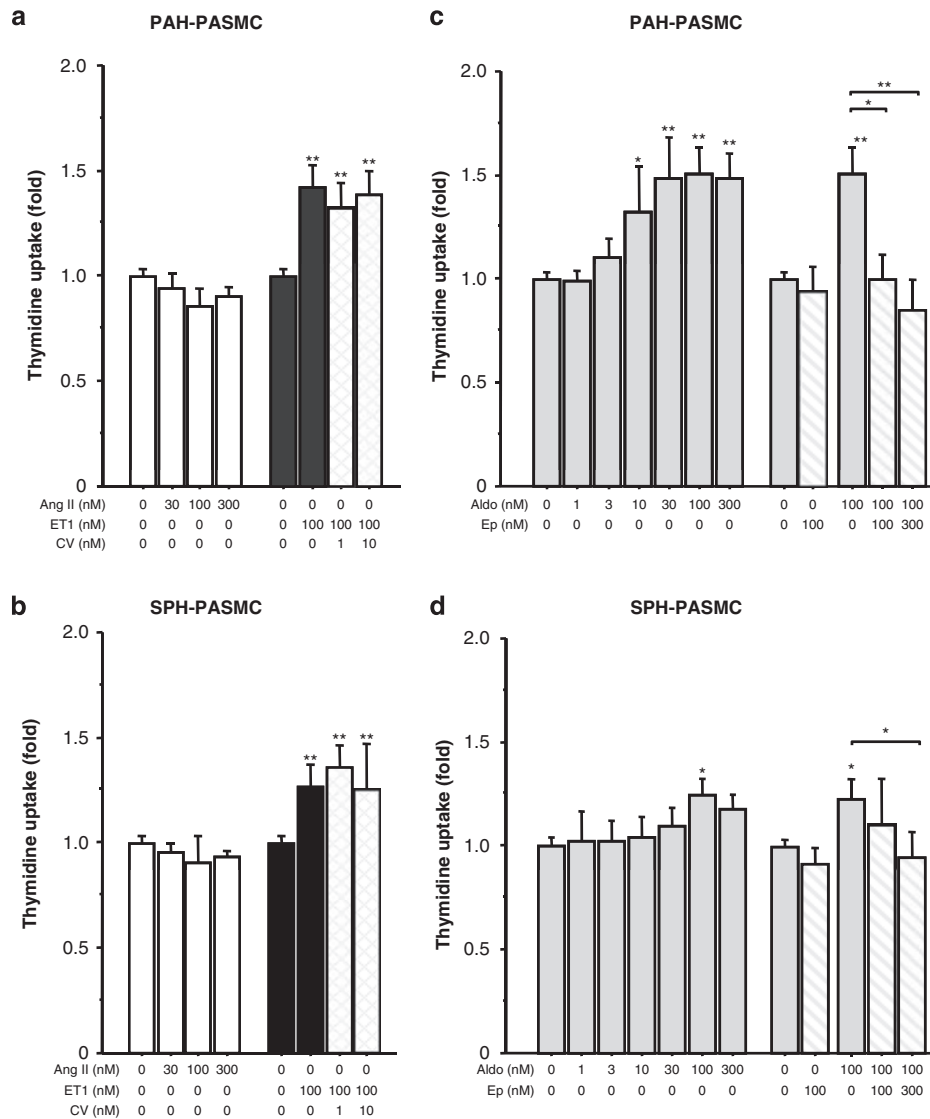 a
PAH-PASMC
2.0
1.5
1.0
0.5
0
Thymidine uptake (fold)
** ** **
Ang II (nM) 0 30 100 300 0 0 0 0
ET1 (nM) 0 0 0 0 0 100 100 100
CV (nM) 0 0 0 0 0 0 1 10
c
PAH-PASMC
2.0
1.5
1.0
0.5
0
Thymidine uptake (fold)
**
*
* ** ** ** **
Aldo (nM) 0 1 3 10 30 100 300 0 0 100 100 100
Ep (nM) 0 0 0 0 0 0 0 0 100 0 100 300
b
SPH-PASMC
2.0
1.5
1.0
0.5
0
Thymidine uptake (fold)
** ** **
Ang II (nM) 0 30 100 300 0 0 0 0
ET1 (nM) 0 0 0 0 0 100 100 100
CV (nM) 0 0 0 0 0 0 1 10
d
SPH-PASMC
2.0
1.5
1.0
0.5
0
Thymidine uptake (fold)
*
* *
Aldo (nM) 0 1 3 10 30 100 300 0 0 100 100 100
Ep (nM) 0 0 0 0 0 0 0 0 100 0 100 300